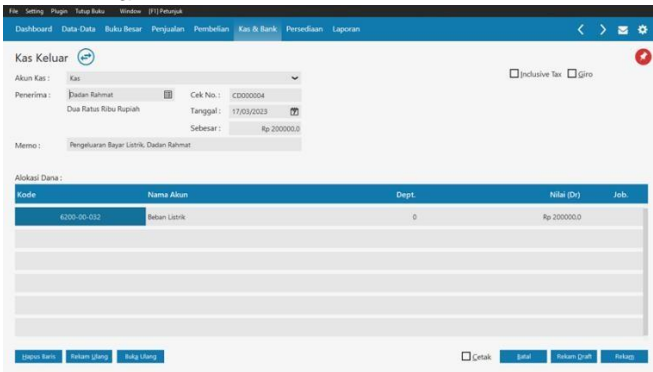 File Setting Plugin Tutup Buku Window [F1] Petunjuk
Dashboard Data-Data Buku Besar Penjualan Pembelian Kas & Bank Persediaan Laporan
Kas Keluar
Akun Kas : Kas Inclusive Tax Giro
Penerima : Dadan Rahmat Cek No. : CD000004
Dua Ratus Ribu Rupiah Tanggal : 17/03/2023
Sebesar : Rp 200000,0
Memo : Pengeluaran Bayar Listrik, Dadan Rahmat
Alokasi Dana :
Kode Nama Akun Dept. Nilai (Dr) Job.
6200-00-032 Beban Listrik 0 Rp 200000,0
Hapus Baris Rekam Ulang Buka Ulang Cetak Batal Rekam Draft Rekam